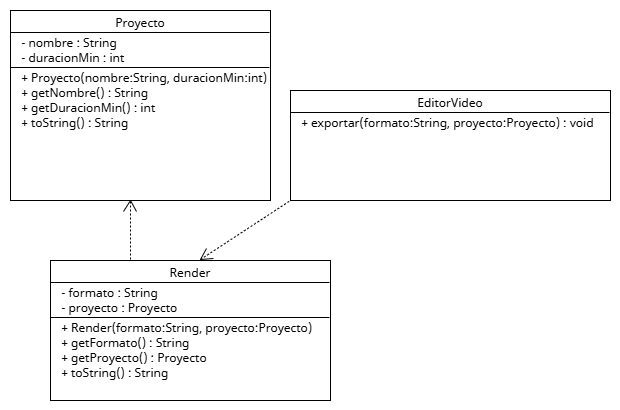 Proyecto
- nombre : String
- duracionMin : int
+ Proyecto(nombre:String, duracionMin:int)
+ getNombre() : String
+ getDuracionMin() : int
+ toString() : String
EditorVideo
+ exportar(formato:String, proyecto:Proyecto) : void
Render
- formato : String
- proyecto : Proyecto
+ Render(formato:String, proyecto:Proyecto)
+ getFormato() : String
+ getProyecto() : Proyecto
+ toString() : String